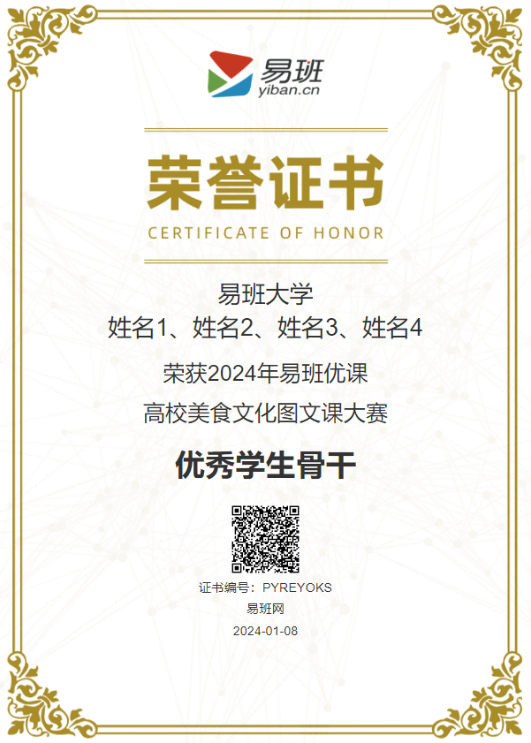 易班
yiban.cn
荣誉证书
CERTIFICATE OF HONOR
易班大学
姓名1、姓名2、姓名3、姓名4
荣获2024年易班优课
高校美食文化图文课大赛
优秀学生骨干
证书编号：PYREYOKS
易班网
2024-01-08